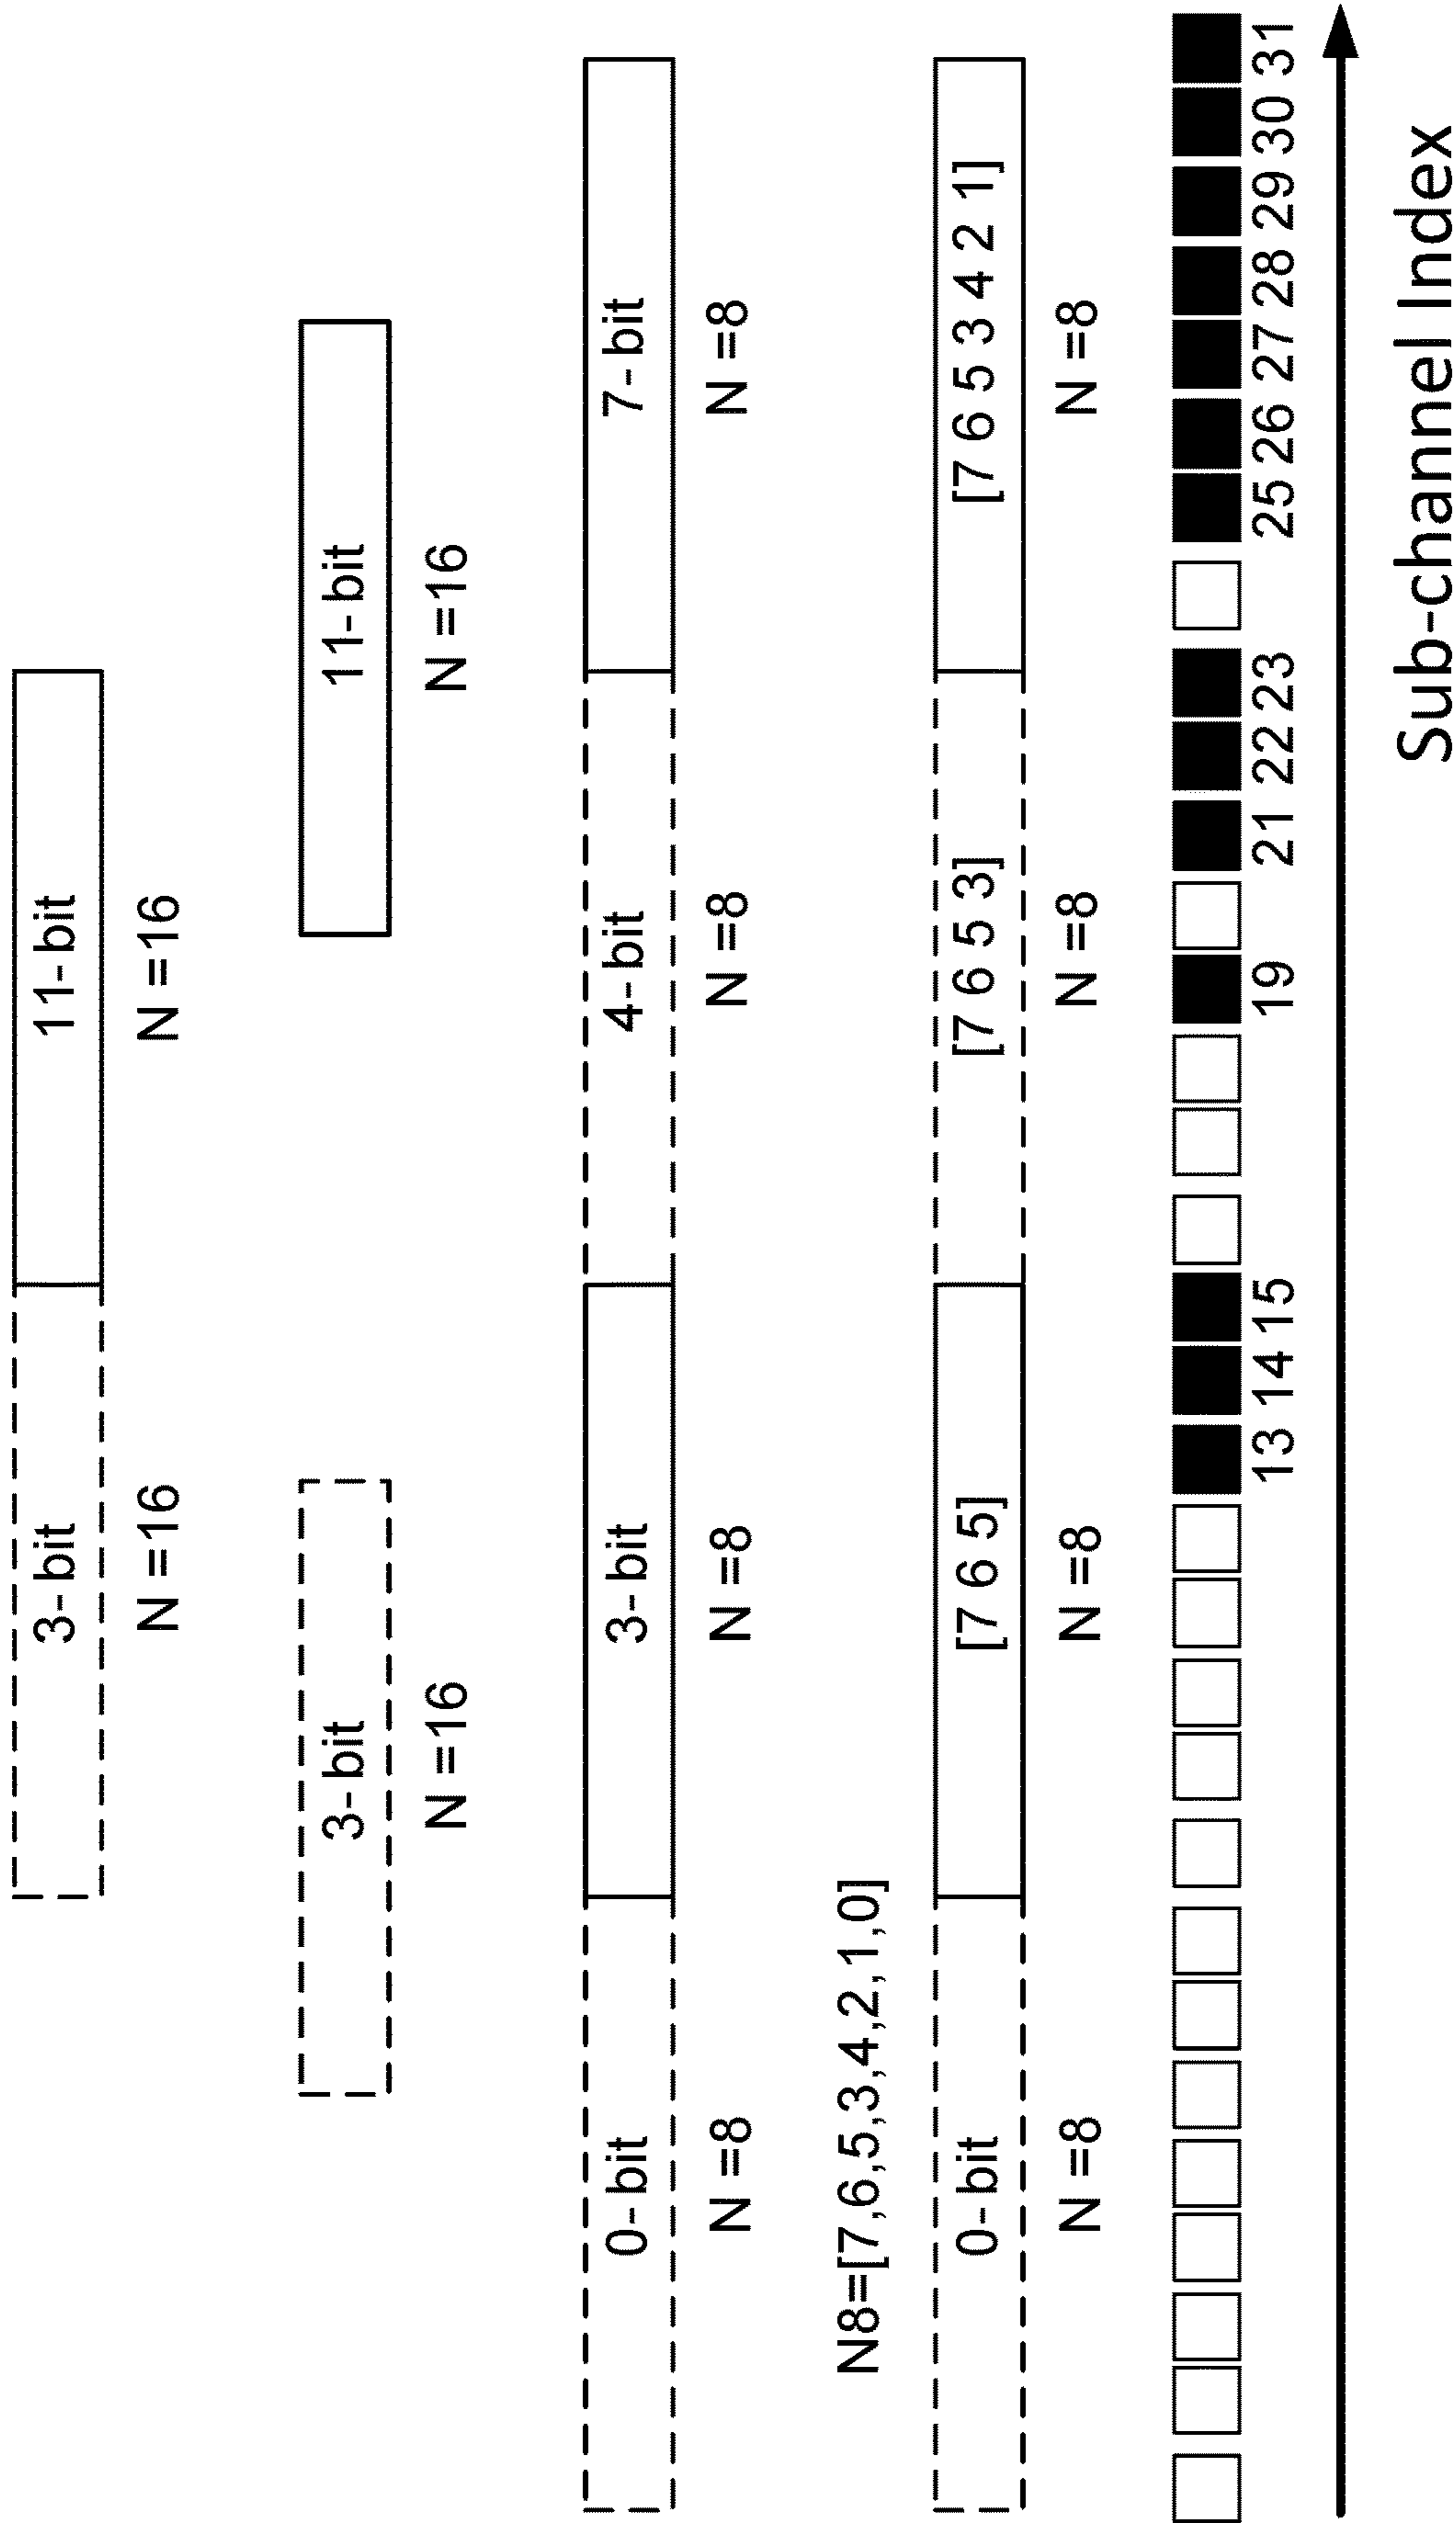 3-bit 11-bit
N =16 N =16
3-bit 11-bit
N =16 N =16
0-bit 3-bit 4-bit 7-bit
N =8 N =8 N =8 N =8
N8=[7,6,5,3,4,2,1,0]
0-bit [7 6 5] [7 6 5 3] [7 6 5 3 4 2 1]
N =8 N =8 N =8 N =8
13 14 15 19 21 22 23 25 26 27 28 29 30 31
Sub-channel Index